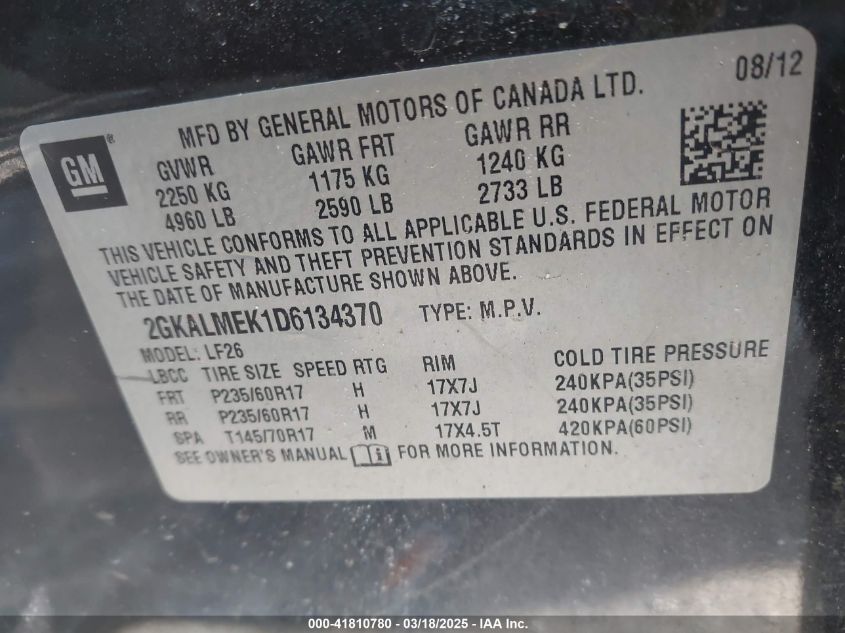 08/12
MFD BY GENERAL MOTORS OF CANADA LTD.
GM®
GVWR GAWR FRT GAWR RR
2250 KG 1175 KG 1240 KG
4960 LB 2590 LB 2733 LB
THIS VEHICLE CONFORMS TO ALL APPLICABLE U.S. FEDERAL MOTOR
VEHICLE SAFETY AND THEFT PREVENTION STANDARDS IN EFFECT ON
THE DATE OF MANUFACTURE SHOWN ABOVE.
2GKALMEK1D6134370 TYPE: M.P.V.
MODEL: LF26
LBCC TIRE SIZE SPEED RTG RIM COLD TIRE PRESSURE
FRT P235/60R17 H 17X7J 240KPA(35PSI)
RR P235/60R17 H 17X7J 240KPA(35PSI)
SPA T145/70R17 M 17X4.5T 420KPA(60PSI)
SEE OWNER'S MANUAL FOR MORE INFORMATION.
000-41810780 - 03/18/2025 - IAA Inc.